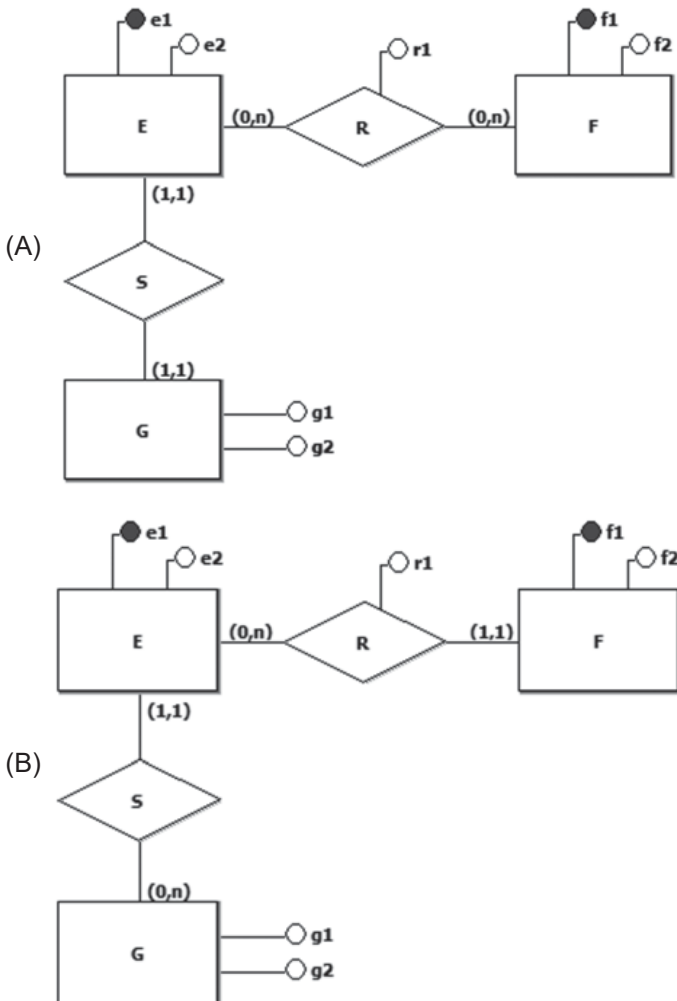 e1
e2
f1
f2
r1
E
(0,n)
R
(0,n)
F
(1,1)
(A)
S
(1,1)
G
g1
g2
e1
e2
f1
f2
r1
E
(0,n)
R
(1,1)
F
(1,1)
(B)
S
(0,n)
G
g1
g2